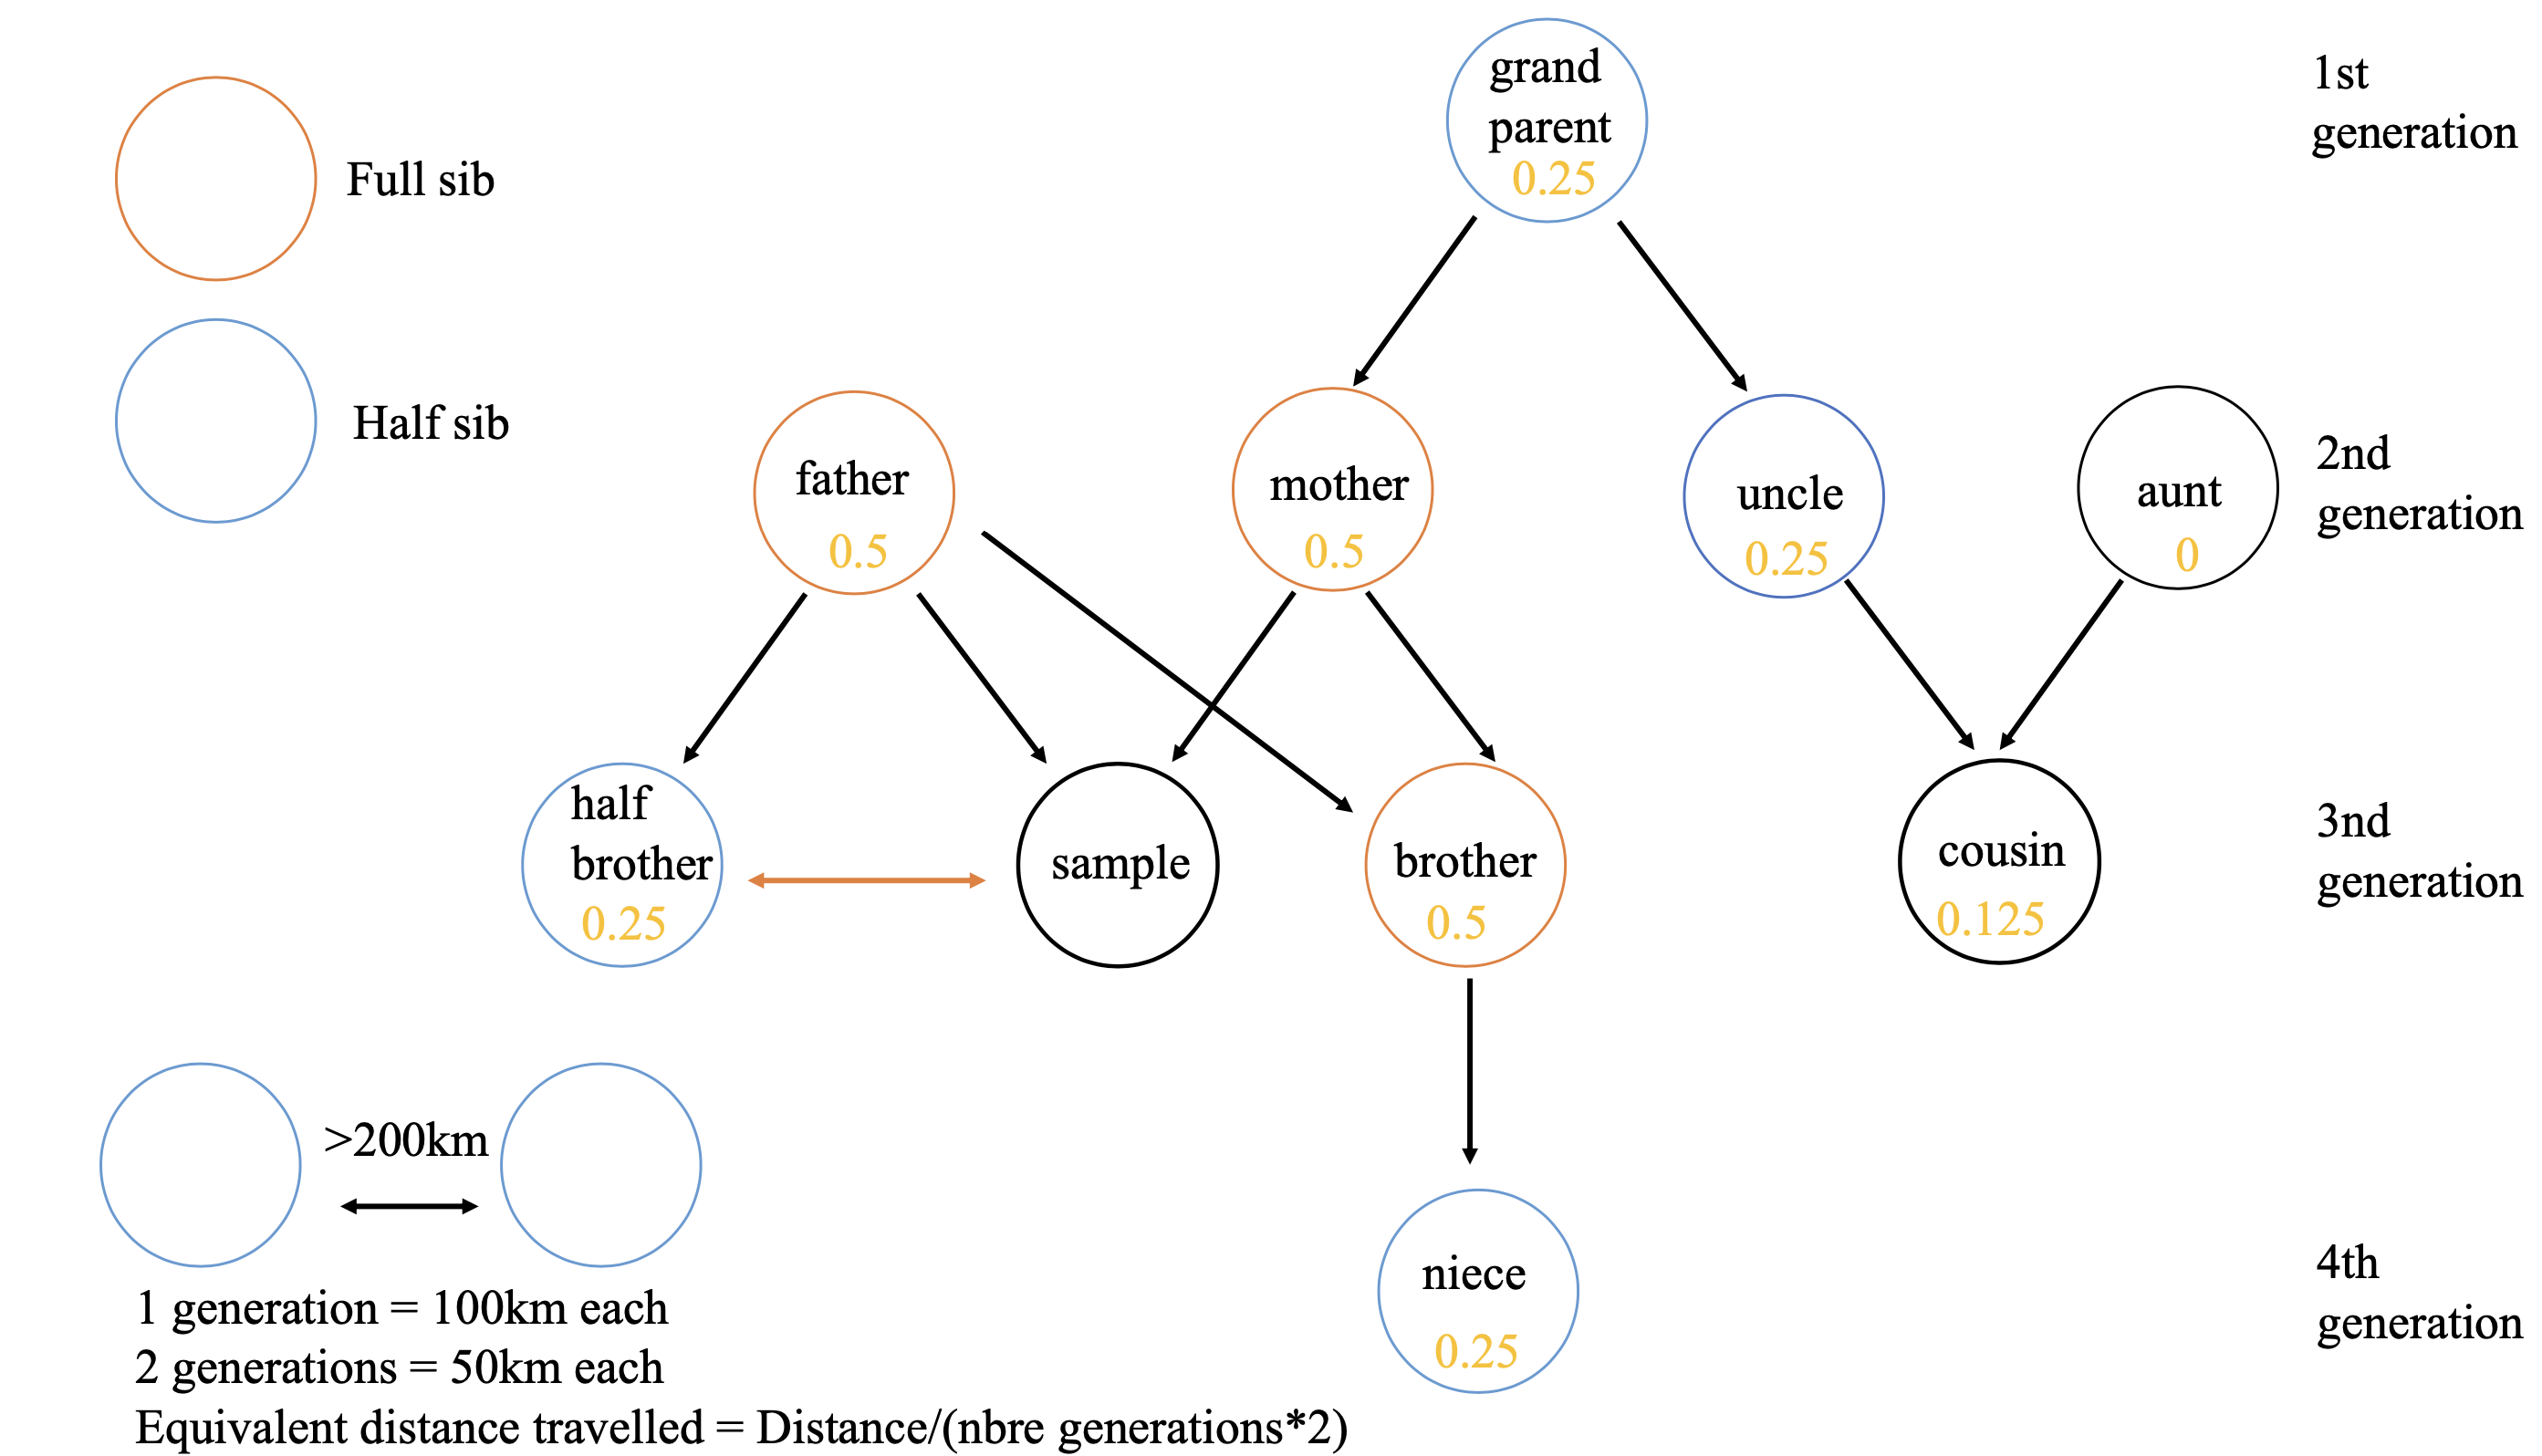 grand
parent
0.25
1st
generation
Full sib
Half sib
father
0.5
mother
0.5
uncle
0.25
aunt
0
2nd
generation
half
brother
0.25
sample
brother
0.5
cousin
0.125
3nd
generation
>200km
1 generation = 100km each
2 generations = 50km each
Equivalent distance travelled = Distance/(nbre generations*2)
niece
0.25
4th
generation